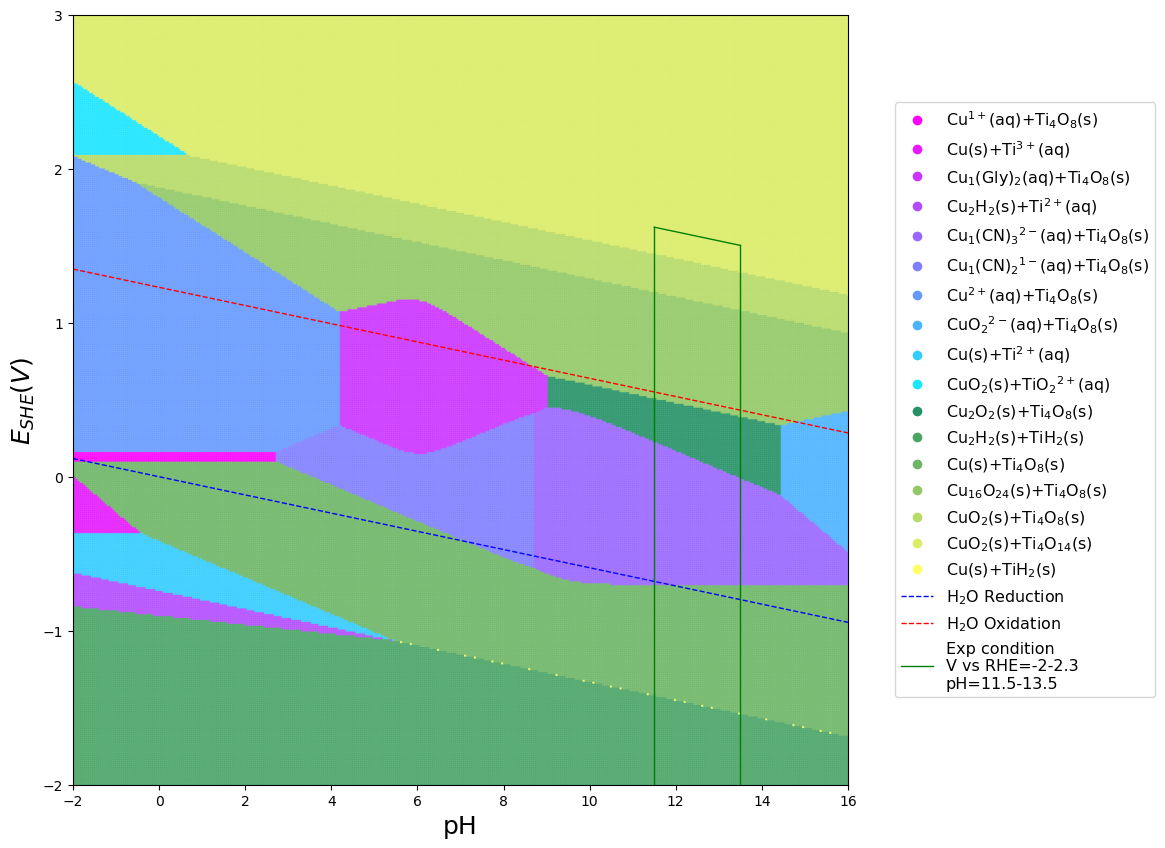 3
2
1
0
−1
−2
E_SHE(V)
−2 0 2 4 6 8 10 12 14 16
pH
Cu¹⁺(aq)+Ti₄O₈(s)
Cu(s)+Ti³⁺(aq)
Cu₁(Gly)₂(aq)+Ti₄O₈(s)
Cu₂H₂(s)+Ti²⁺(aq)
Cu₁(CN)₃²⁻(aq)+Ti₄O₈(s)
Cu₁(CN)₂¹⁻(aq)+Ti₄O₈(s)
Cu²⁺(aq)+Ti₄O₈(s)
CuO₂²⁻(aq)+Ti₄O₈(s)
Cu(s)+Ti²⁺(aq)
CuO₂(s)+TiO₂²⁺(aq)
Cu₂O₂(s)+Ti₄O₈(s)
Cu₂H₂(s)+TiH₂(s)
Cu(s)+Ti₄O₈(s)
Cu₁₆O₂₄(s)+Ti₄O₈(s)
CuO₂(s)+Ti₄O₈(s)
CuO₂(s)+Ti₄O₁₄(s)
Cu(s)+TiH₂(s)
H₂O Reduction
H₂O Oxidation
Exp condition
V vs RHE=-2-2.3
pH=11.5-13.5